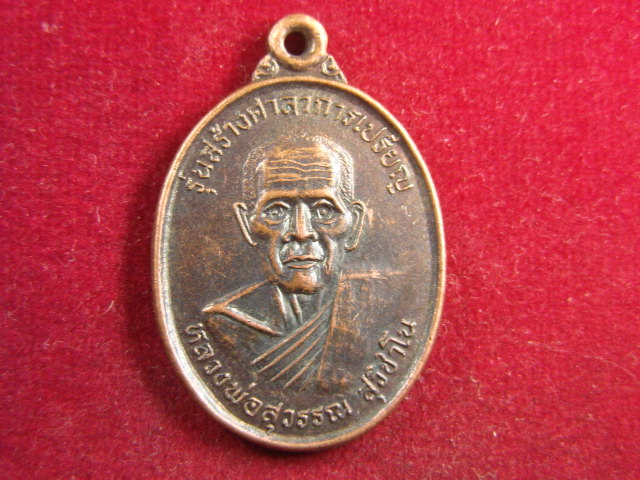 รุ่นสร้างศาลาการเปรียญ
หลวงพ่อสุวรรณ สุชิชาโน